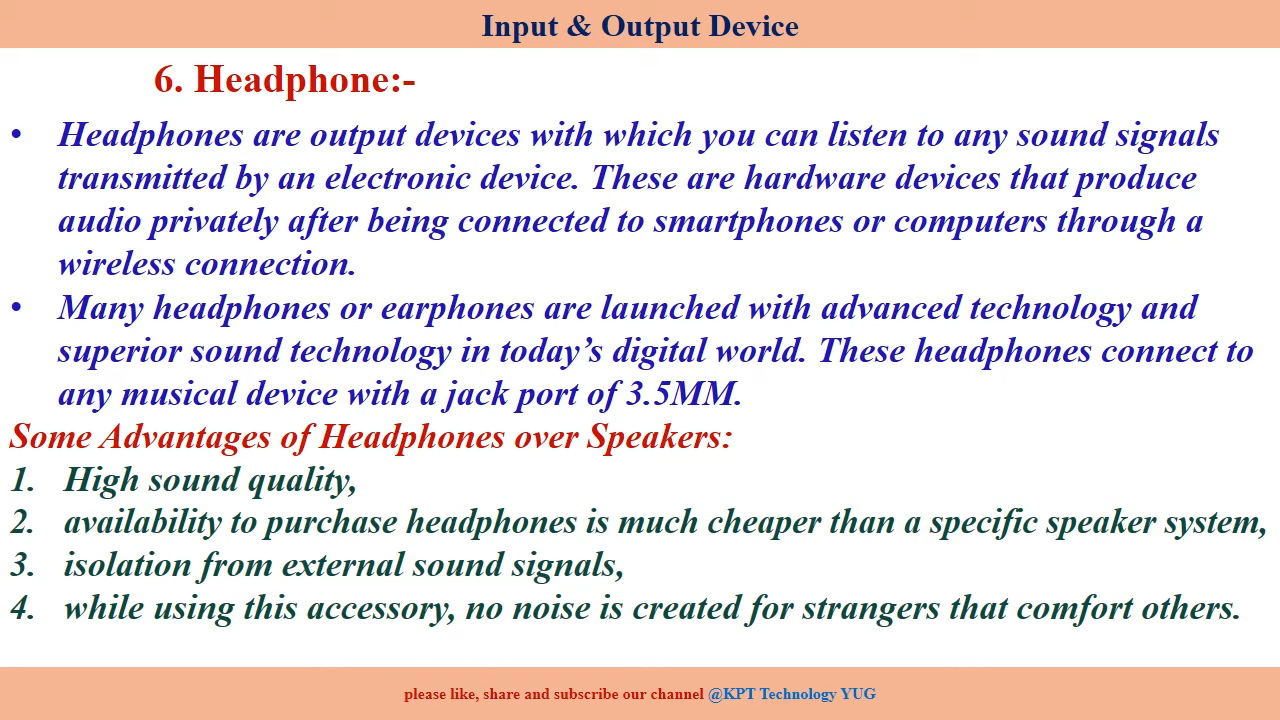 Input & Output Device
6. Headphone:-
• Headphones are output devices with which you can listen to any sound signals
transmitted by an electronic device. These are hardware devices that produce
audio privately after being connected to smartphones or computers through a
wireless connection.
• Many headphones or earphones are launched with advanced technology and
superior sound technology in today’s digital world. These headphones connect to
any musical device with a jack port of 3.5MM.
Some Advantages of Headphones over Speakers:
1. High sound quality,
2. availability to purchase headphones is much cheaper than a specific speaker system,
3. isolation from external sound signals,
4. while using this accessory, no noise is created for strangers that comfort others.
please like, share and subscribe our channel @KPT Technology YUG